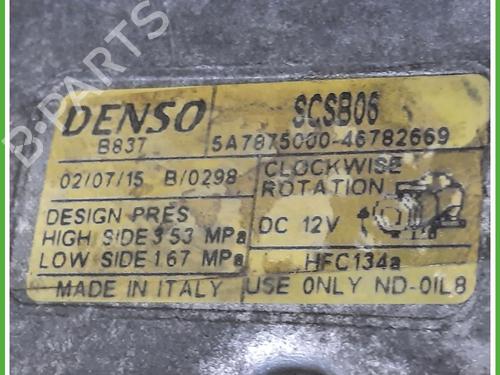 B-PARTS
DENSO
SCSB06
B837
5A7875000-46782669
02/07/15 B/0298
CLOCKWISE
ROTATION
DESIGN PRES
HIGH SIDE 3 53 MPa
LOW SIDE 1 67 MPa
DC 12V
HFC134a
MADE IN ITALY
USE ONLY ND-OIL8
B-PARTS